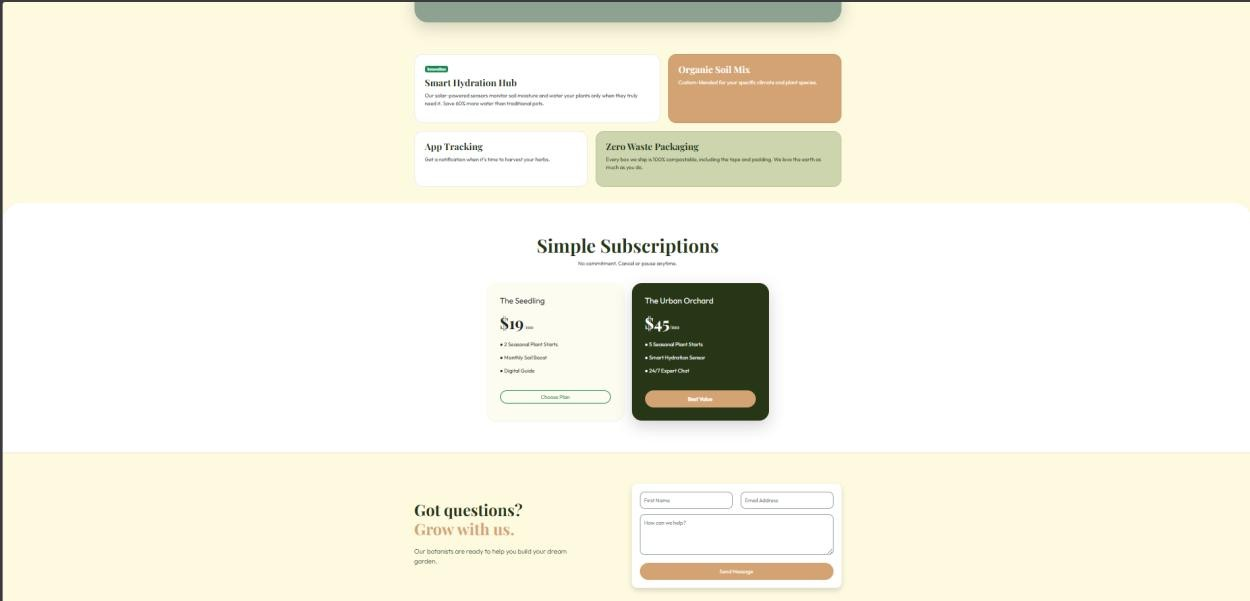 Innovation
Smart Hydration Hub
Our solar-powered sensors monitor soil moisture and water your plants only when they truly
need it. Save 60% more water than traditional pots.
Organic Soil Mix
Custom-blended for your specific climate and plant species.
App Tracking
Get a notification when it's time to harvest your herbs.
Zero Waste Packaging
Every box we ship is 100% compostable, including the tape and padding. We love the earth as
much as you do.
Simple Subscriptions
No commitment. Cancel or pause anytime.
The Seedling
$19 /mo
• 2 Seasonal Plant Starts
• Monthly Soil Boost
• Digital Guide
Choose Plan
The Urban Orchard
$45 /mo
• 5 Seasonal Plant Starts
• Smart Hydration Sensor
• 24/7 Expert Chat
Best Value
Got questions?
Grow with us.
Our botanists are ready to help you build your dream
garden.
First Name
Email Address
How can we help?
Send Message